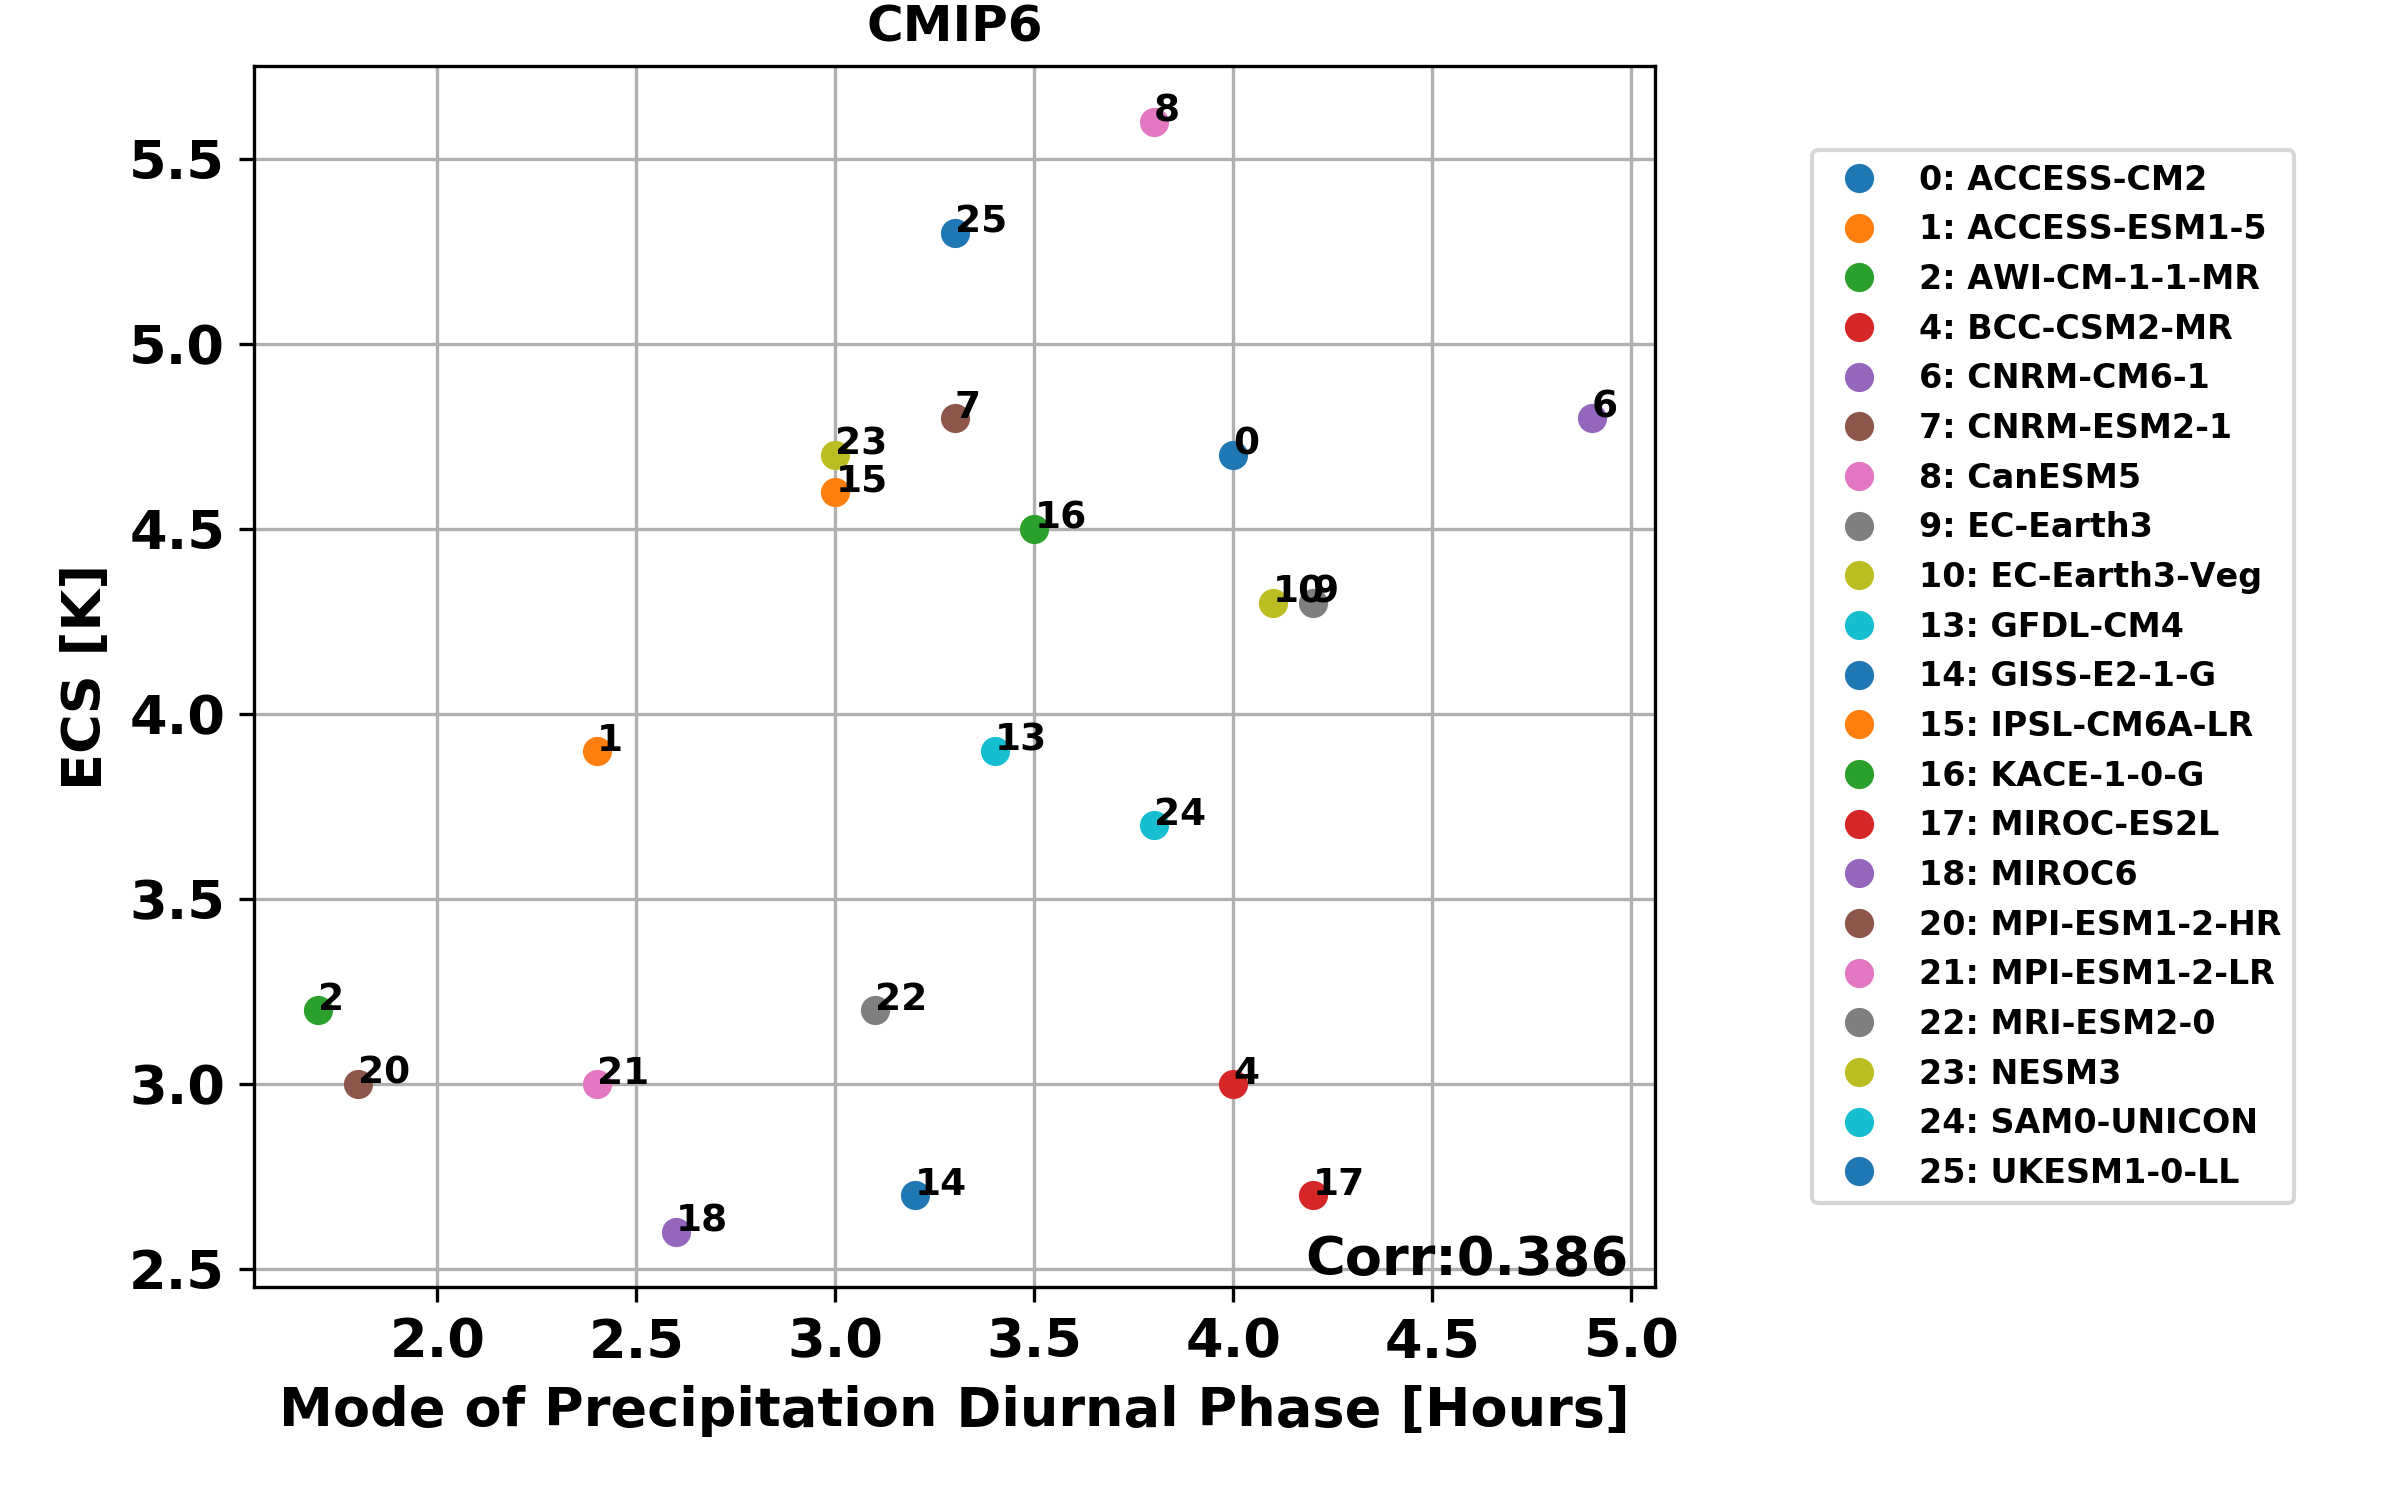 CMIP6
8
5.5
25
5.0
7
6
23
0
15
16
4.5
10
9
ECS [K]
4.0
1
13
24
3.5
2
22
20
21
4
3.0
14
17
18
Corr:0.386
2.5
2.0 2.5 3.0 3.5 4.0 4.5 5.0
Mode of Precipitation Diurnal Phase [Hours]
0: ACCESS-CM2
1: ACCESS-ESM1-5
2: AWI-CM-1-1-MR
4: BCC-CSM2-MR
6: CNRM-CM6-1
7: CNRM-ESM2-1
8: CanESM5
9: EC-Earth3
10: EC-Earth3-Veg
13: GFDL-CM4
14: GISS-E2-1-G
15: IPSL-CM6A-LR
16: KACE-1-0-G
17: MIROC-ES2L
18: MIROC6
20: MPI-ESM1-2-HR
21: MPI-ESM1-2-LR
22: MRI-ESM2-0
23: NESM3
24: SAM0-UNICON
25: UKESM1-0-LL